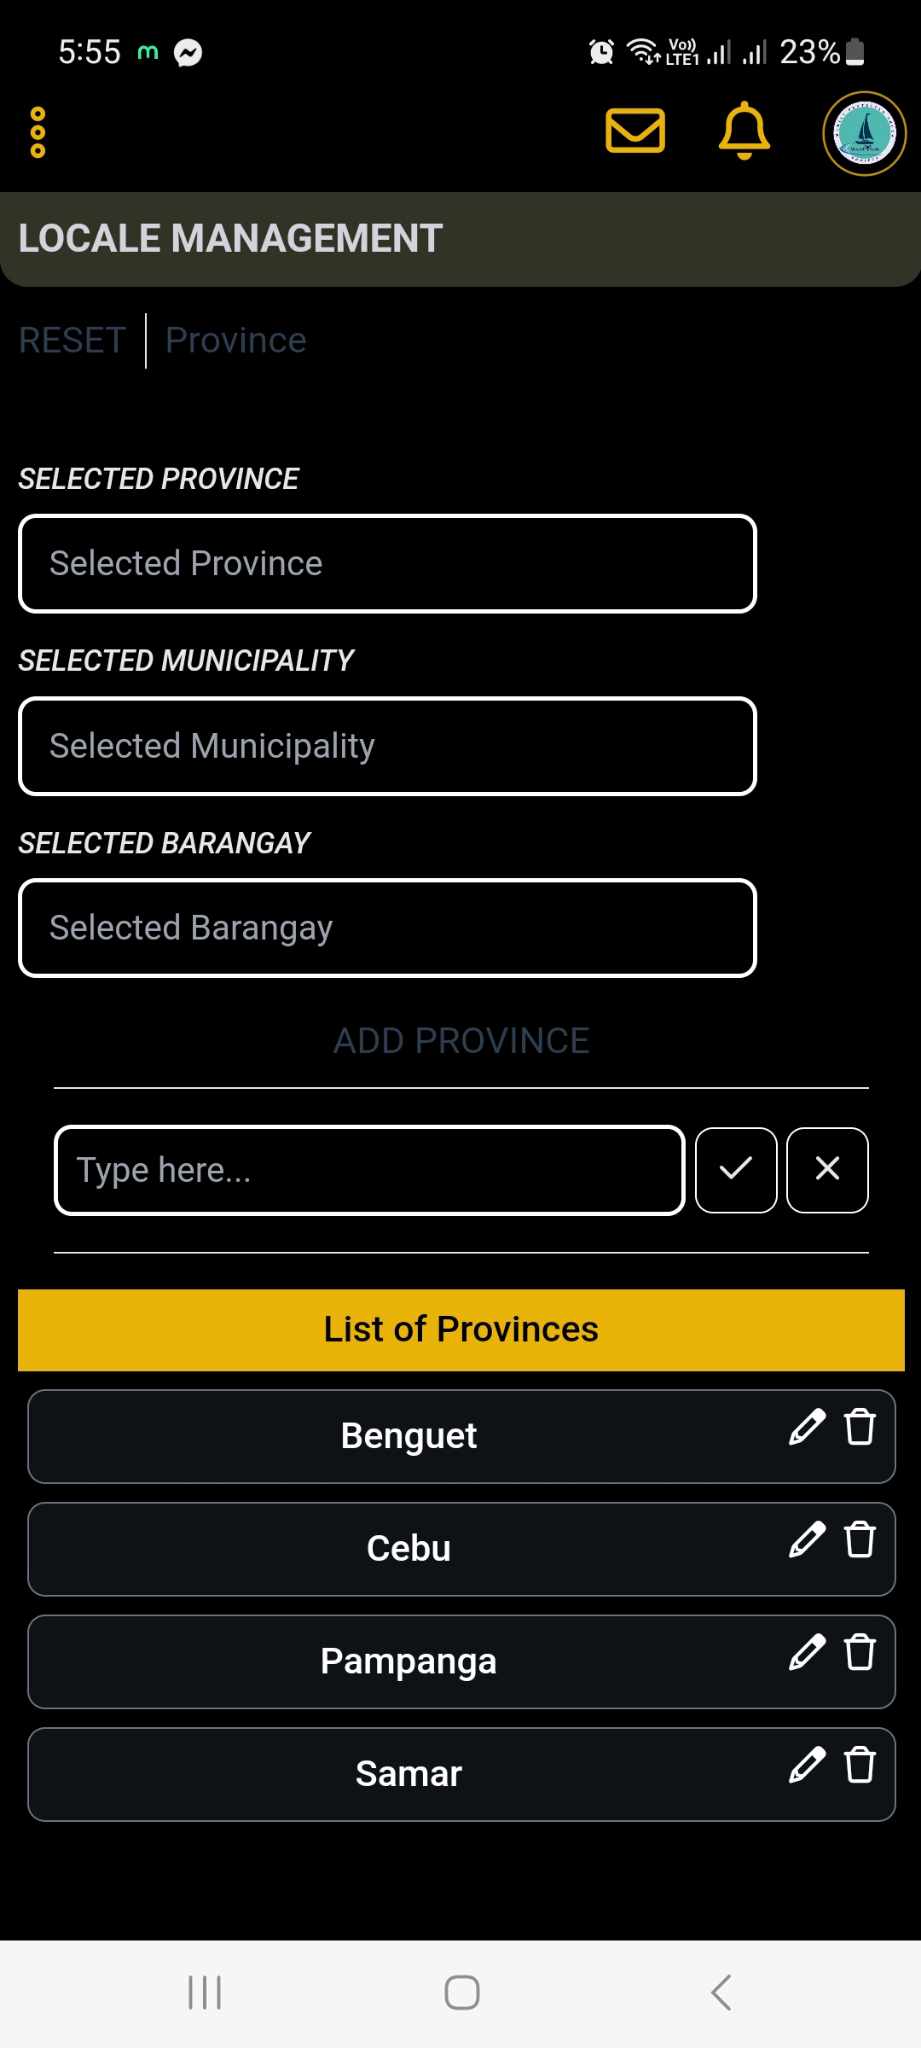 5:55 Vo)) LTE1 23%
LOCALE MANAGEMENT
RESET Province
SELECTED PROVINCE
Selected Province
SELECTED MUNICIPALITY
Selected Municipality
SELECTED BARANGAY
Selected Barangay
ADD PROVINCE
Type here...
List of Provinces
Benguet
Cebu
Pampanga
Samar